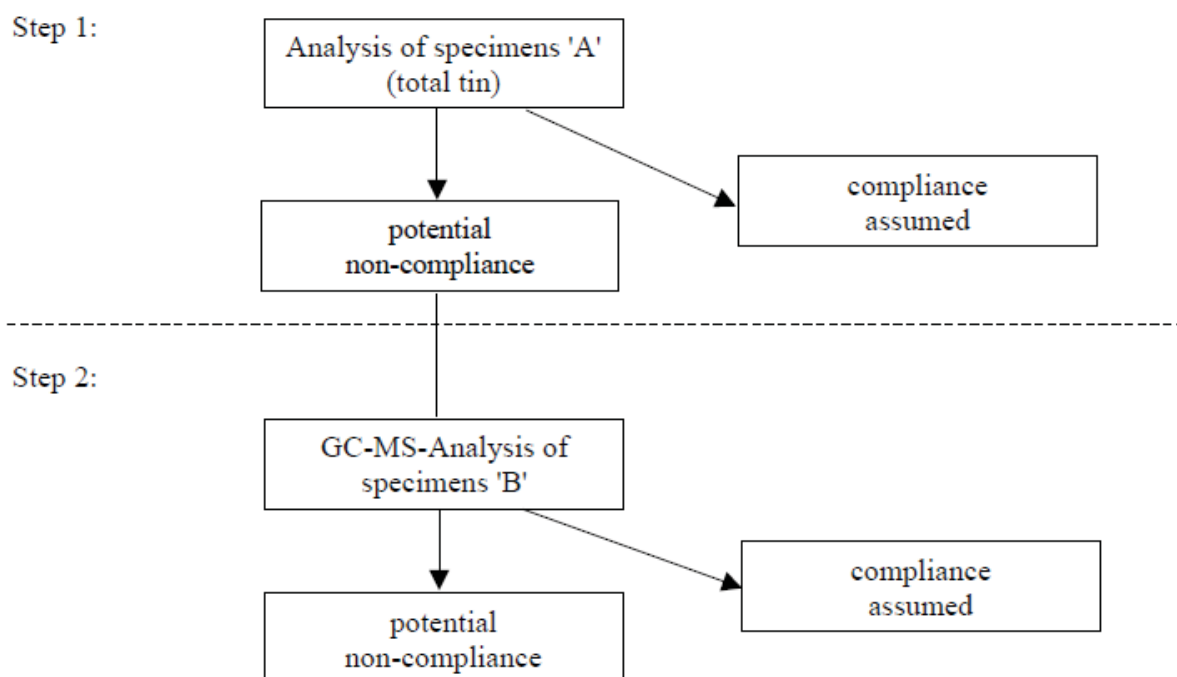 Step 1:
Analysis of specimens 'A'
(total tin)
compliance
assumed
potential
non-compliance
Step 2:
GC-MS-Analysis of
specimens 'B'
compliance
assumed
potential
non-compliance